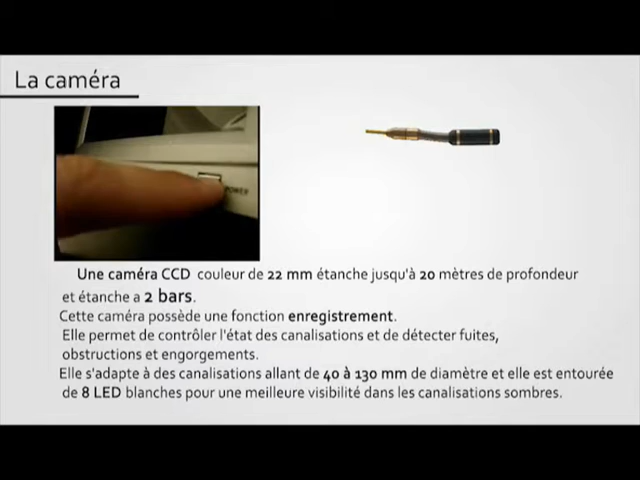 La caméra
POWER
Une caméra CCD couleur de 22 mm étanche jusqu'à 20 mètres de profondeur
et étanche a 2 bars.
Cette caméra possède une fonction enregistrement.
Elle permet de contrôler l'état des canalisations et de détecter fuites,
obstructions et engorgements.
Elle s'adapte à des canalisations allant de 40 à 130 mm de diamètre et elle est entourée
de 8 LED blanches pour une meilleure visibilité dans les canalisations sombres.